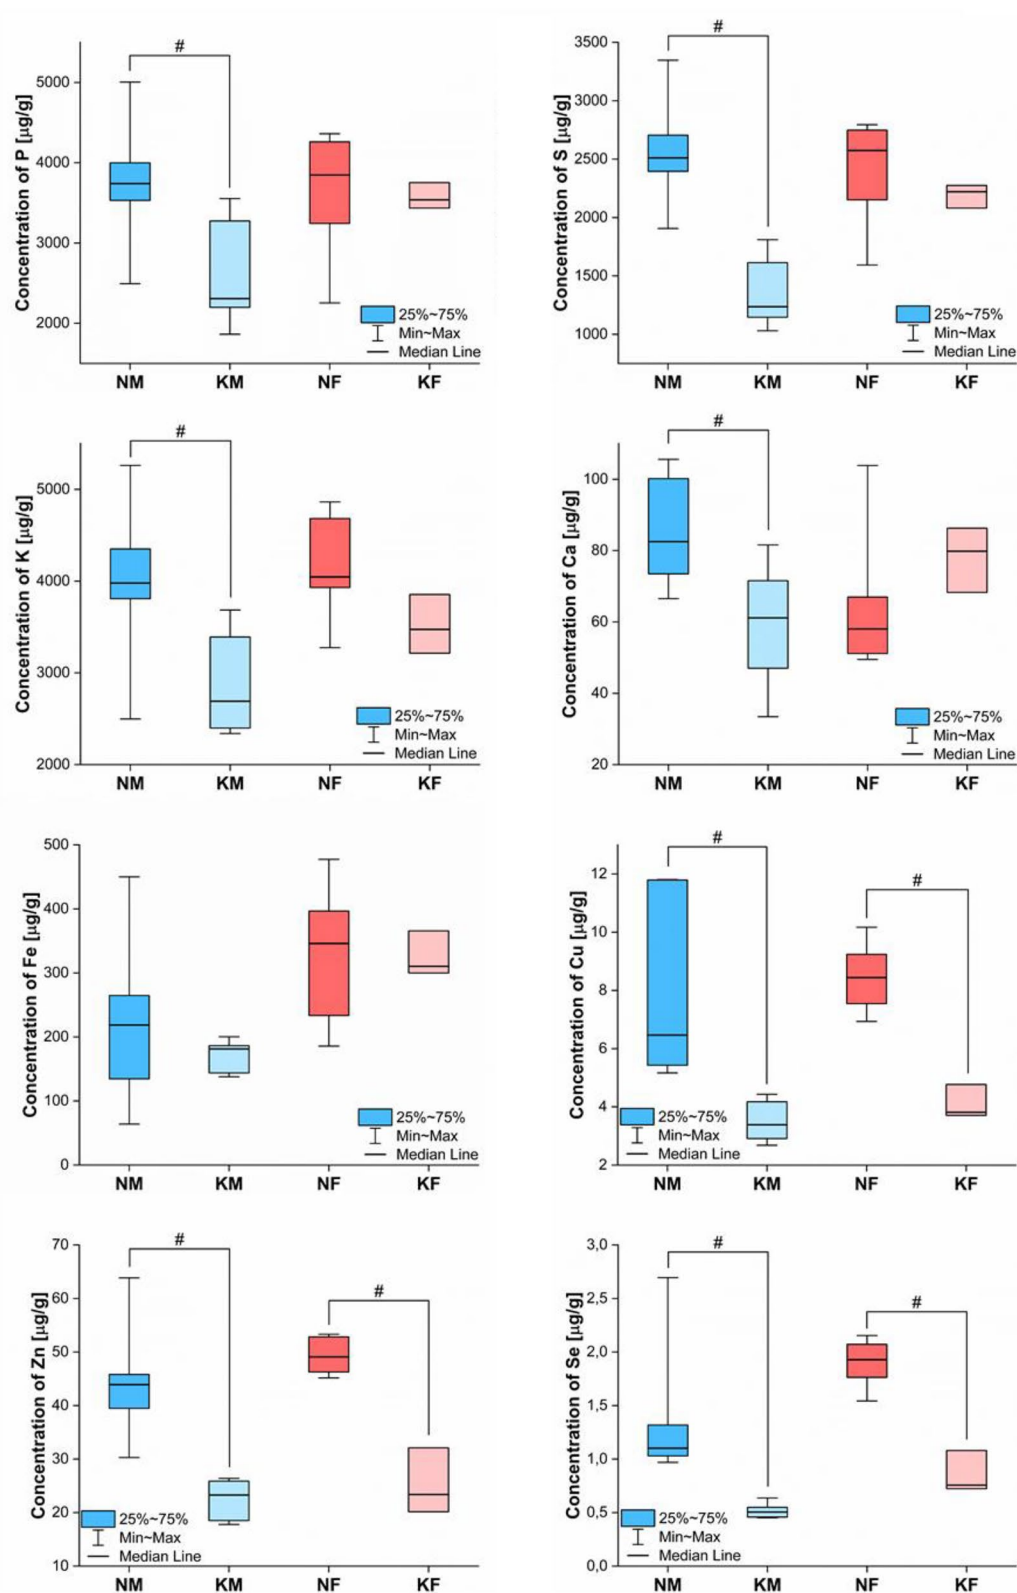 #
Concentration of P [µg/g]
5000
4000
3000
2000
25%~75%
Min~Max
Median Line
NM KM NF KF
#
Concentration of S [µg/g]
3500
3000
2500
2000
1500
1000
25%~75%
Min~Max
Median Line
NM KM NF KF
#
Concentration of K [µg/g]
5000
4000
3000
2000
25%~75%
Min~Max
Median Line
NM KM NF KF
#
Concentration of Ca [µg/g]
100
80
60
40
20
25%~75%
Min~Max
Median Line
NM KM NF KF
Concentration of Fe [µg/g]
500
400
300
200
100
0
25%~75%
Min~Max
Median Line
NM KM NF KF
#
#
Concentration of Cu [µg/g]
12
10
8
6
4
2
25%~75%
Min~Max
Median Line
NM KM NF KF
#
#
Concentration of Zn [µg/g]
70
60
50
40
30
20
10
25%~75%
Min~Max
Median Line
NM KM NF KF
#
#
Concentration of Se [µg/g]
3,0
2,5
2,0
1,5
1,0
0,5
0,0
25%~75%
Min~Max
Median Line
NM KM NF KF